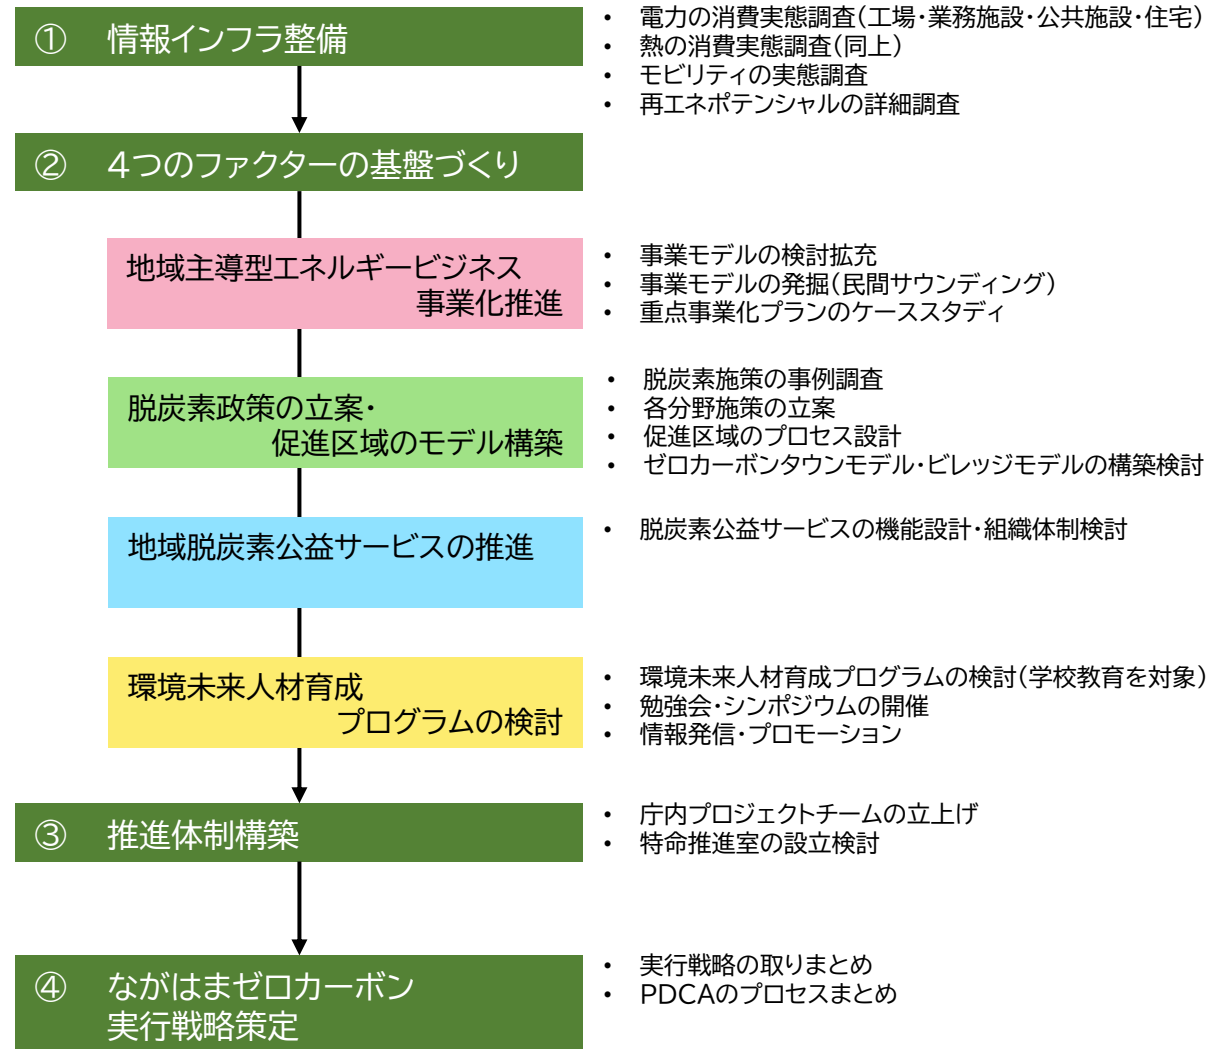 ① 情報インフラ整備
• 電力の消費実態調査(工場・業務施設・公共施設・住宅)
• 熱の消費実態調査(同上)
• モビリティの実態調査
• 再エネポテンシャルの詳細調査
② 4つのファクターの基盤づくり
地域主導型エネルギービジネス
事業化推進
• 事業モデルの検討拡充
• 事業モデルの発掘(民間サウンディング)
• 重点事業化プランのケーススタディ
脱炭素政策の立案・
促進区域のモデル構築
• 脱炭素施策の事例調査
• 各分野施策の立案
• 促進区域のプロセス設計
• ゼロカーボンタウンモデル・ビレッジモデルの構築検討
地域脱炭素公益サービスの推進
• 脱炭素公益サービスの機能設計・組織体制検討
環境未来人材育成
プログラムの検討
• 環境未来人材育成プログラムの検討(学校教育を対象)
• 勉強会・シンポジウムの開催
• 情報発信・プロモーション
③ 推進体制構築
• 庁内プロジェクトチームの立上げ
• 特命推進室の設立検討
④ ながはまゼロカーボン
実行戦略策定
• 実行戦略の取りまとめ
• PDCAのプロセスまとめ